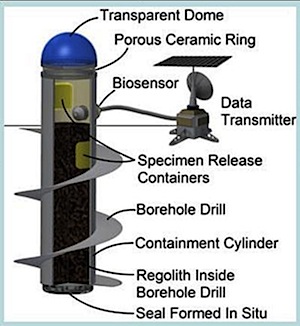 Transparent Dome
Porous Ceramic Ring
Biosensor
Data
Transmitter
Specimen Release
Containers
Borehole Drill
Containment Cylinder
Regolith Inside
Borehole Drill
Seal Formed In Situ